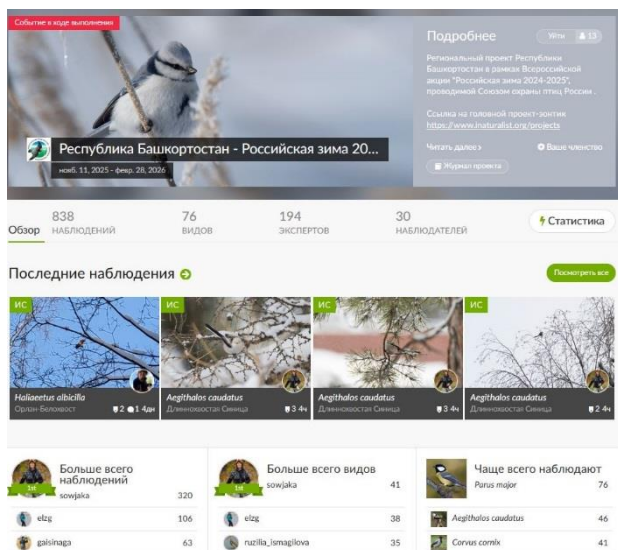 Событие в ходе выполнения
Подробнее
Уйти 13
Региональный проект Республики
Башкортостан в рамках Всероссийской
акции "Российская зима 2024-2025",
проводимой Союзом охраны птиц России .
Ссылка на головной проект-зонтик
https://www.inaturalist.org/projects
Читать далее >
Ваше членство
Журнал проекта
Республика Башкортостан - Российская зима 20...
нояб. 11, 2025 - февр. 28, 2026
Обзор
838
НАБЛЮДЕНИЙ
76
ВИДОВ
194
ЭКСПЕРТОВ
30
НАБЛЮДАТЕЛЕЙ
Статистика
Последние наблюдения
Посмотреть все
ИС
ИС
ИС
ИС
Haliaeetus albicilla
Орлан-Белохвост
2 1 4дн
Aegithalos caudatus
Длиннохвостая Синица
3 4ч
Aegithalos caudatus
Длиннохвостая Синица
3 4ч
Aegithalos caudatus
Длиннохвостая Синица
2 4ч
Больше всего
наблюдений
1st
sowjaka 320
elzg 106
gaisinaga 63
Больше всего видов
1st
sowjaka 41
elzg 38
ruzilia_ismagilova 35
Чаще всего наблюдают
Parus major 76
Aegithalos caudatus 46
Corvus cornix 41